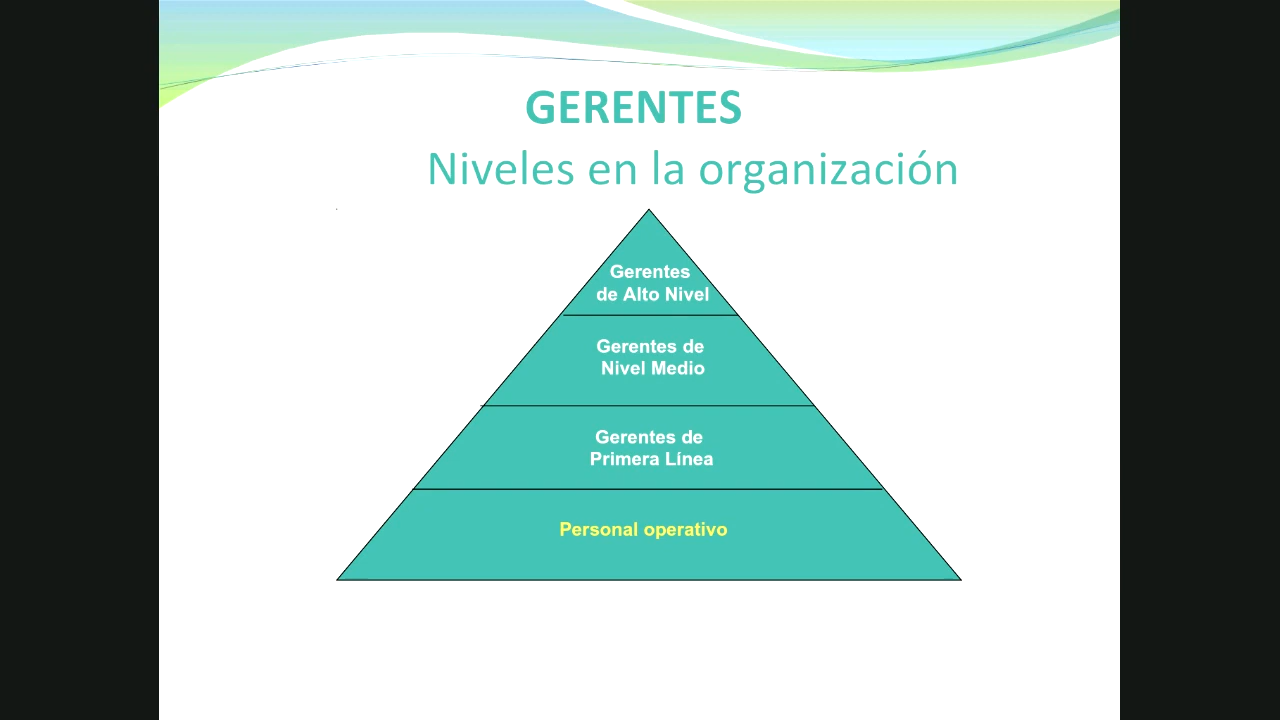 GERENTES
Niveles en la organización
Gerentes
de Alto Nivel
Gerentes de
Nivel Medio
Gerentes de
Primera Línea
Personal operativo